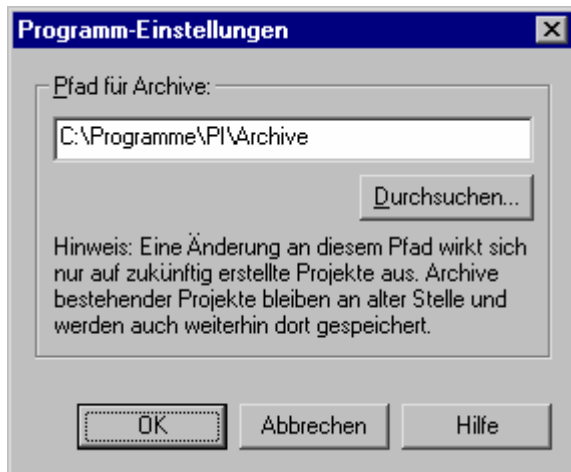 Programm-Einstellungen
Pfad für Archive:
C:\Programme\PI\Archive
Durchsuchen...
Hinweis: Eine Änderung an diesem Pfad wirkt sich
nur auf zukünftig erstellte Projekte aus. Archive
bestehender Projekte bleiben an alter Stelle und
werden auch weiterhin dort gespeichert.
OK
Abbrechen
Hilfe